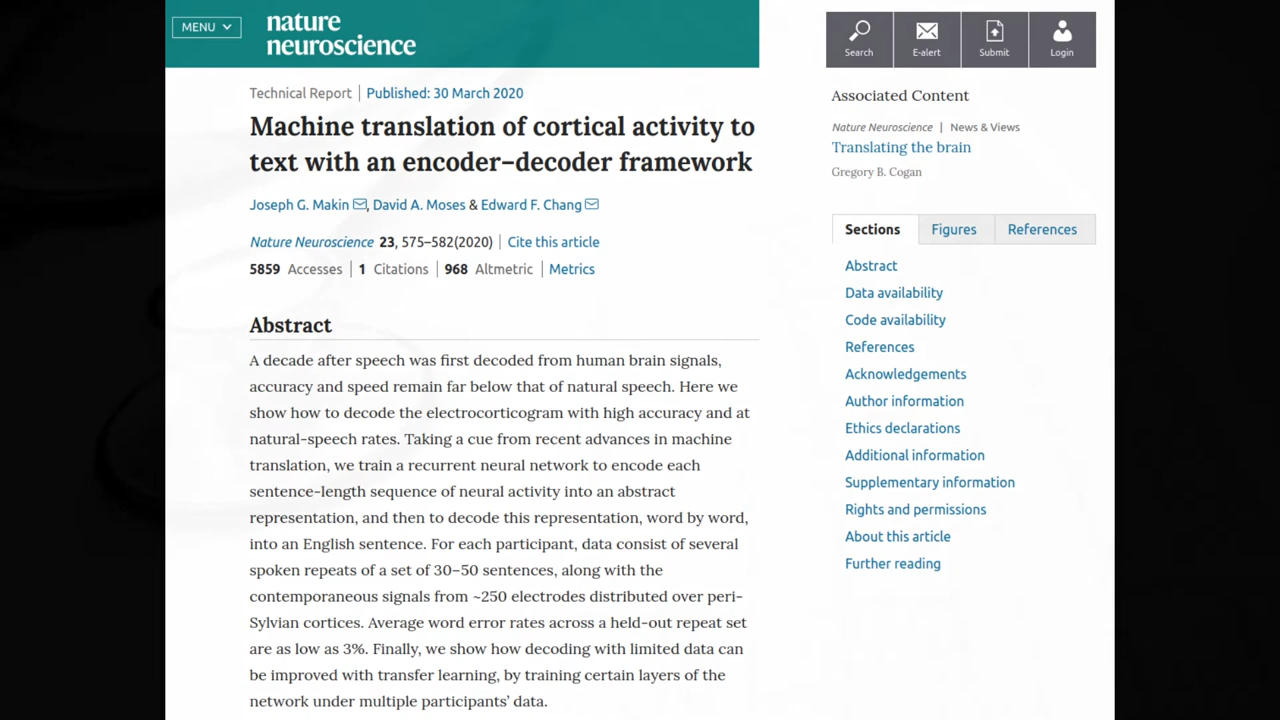 MENU
nature
neuroscience
Search
E-alert
Submit
Login
Technical Report | Published: 30 March 2020
Machine translation of cortical activity to
text with an encoder–decoder framework
Joseph G. Makin, David A. Moses & Edward F. Chang
Nature Neuroscience 23, 575–582(2020) | Cite this article
5859 Accesses | 1 Citations | 968 Altmetric | Metrics
Abstract
A decade after speech was first decoded from human brain signals,
accuracy and speed remain far below that of natural speech. Here we
show how to decode the electrocorticogram with high accuracy and at
natural-speech rates. Taking a cue from recent advances in machine
translation, we train a recurrent neural network to encode each
sentence-length sequence of neural activity into an abstract
representation, and then to decode this representation, word by word,
into an English sentence. For each participant, data consist of several
spoken repeats of a set of 30–50 sentences, along with the
contemporaneous signals from ~250 electrodes distributed over peri-
Sylvian cortices. Average word error rates across a held-out repeat set
are as low as 3%. Finally, we show how decoding with limited data can
be improved with transfer learning, by training certain layers of the
network under multiple participants’ data.
Associated Content
Nature Neuroscience | News & Views
Translating the brain
Gregory B. Cogan
Sections
Figures
References
Abstract
Data availability
Code availability
References
Acknowledgements
Author information
Ethics declarations
Additional information
Supplementary information
Rights and permissions
About this article
Further reading